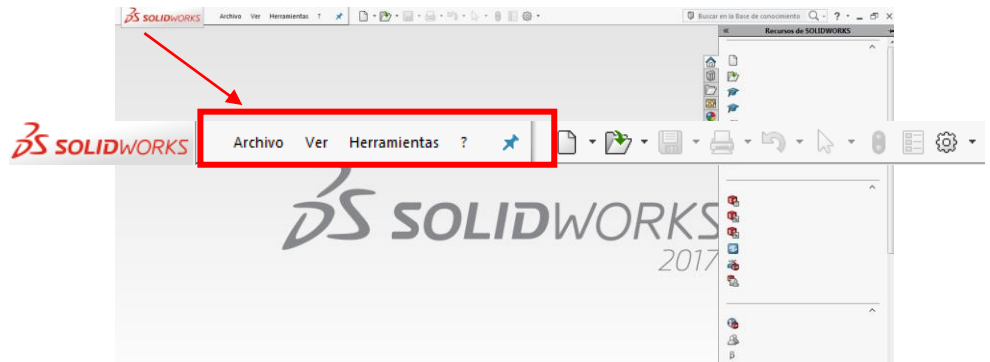 SOLIDWORKS Archivo Ver Herramientas ? Buscar en la Base de conocimiento ?
Recursos de SOLIDWORKS
SOLIDWORKS Archivo Ver Herramientas ?
SOLIDWORKS
2017